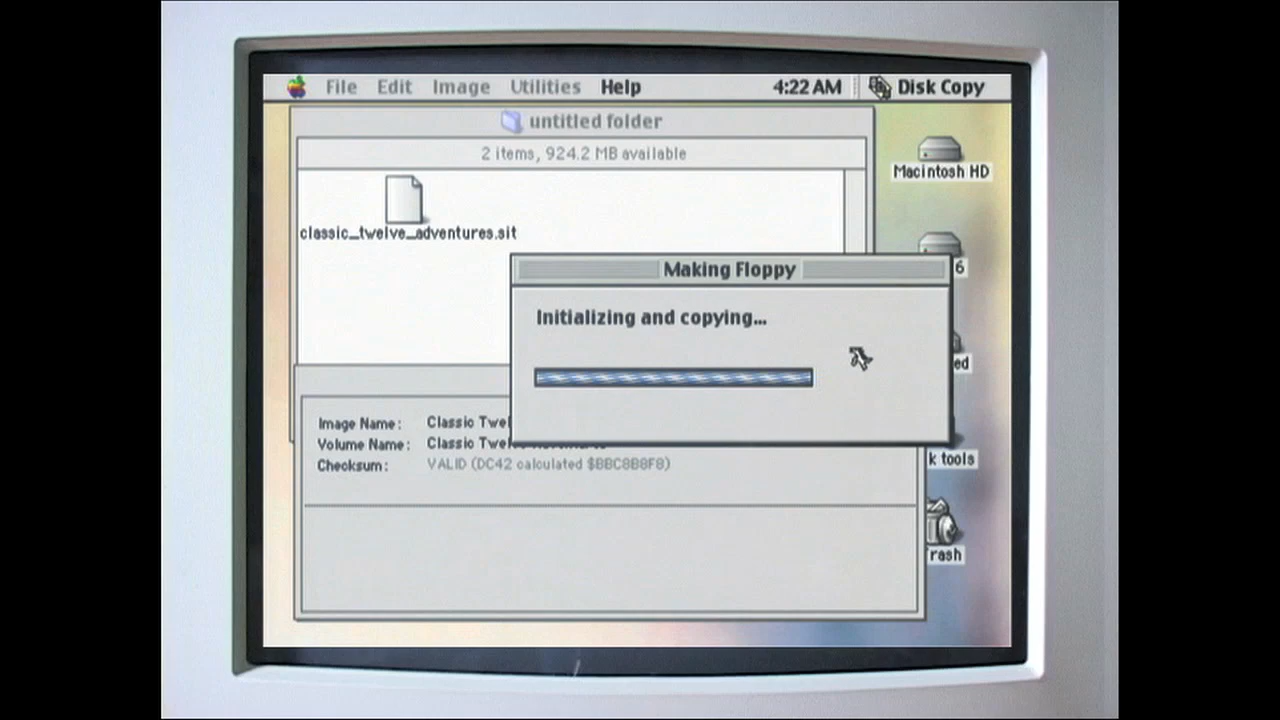 File Edit Image Utilities Help 4:22 AM Disk Copy
untitled folder
2 items, 924.2 MB available
Macintosh HD
classic_twelve_adventures.sit
6
Making Floppy
Initializing and copying...
ed
Image Name: Classic Twel
Volume Name: Classic Twelve Adventures
Checksum: VALID (DC42 calculated $BBC8B8F8)
k tools
rash